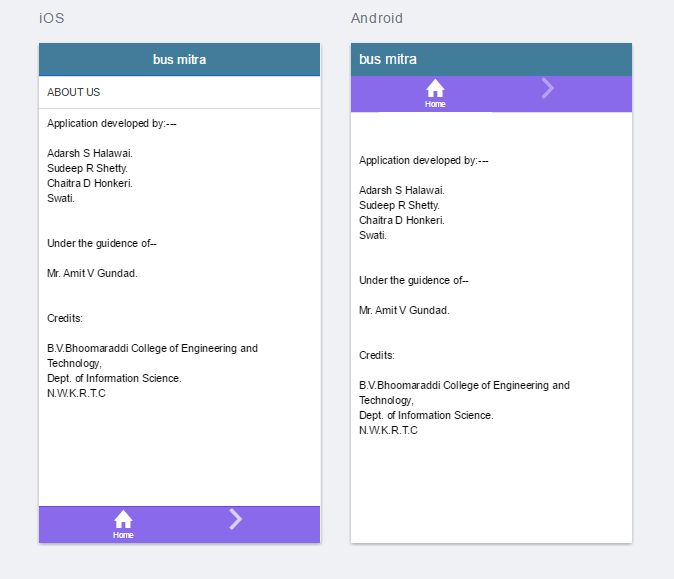 iOS
Android
bus mitra
ABOUT US
Application developed by:---
Adarsh S Halawai.
Sudeep R Shetty.
Chaitra D Honkeri.
Swati.
Under the guidence of--
Mr. Amit V Gundad.
Credits:
B.V.Bhoomaraddi College of Engineering and
Technology,
Dept. of Information Science.
N.W.K.R.T.C
Home
bus mitra
Home
Application developed by:---
Adarsh S Halawai.
Sudeep R Shetty.
Chaitra D Honkeri.
Swati.
Under the guidence of--
Mr. Amit V Gundad.
Credits:
B.V.Bhoomaraddi College of Engineering and
Technology,
Dept. of Information Science.
N.W.K.R.T.C